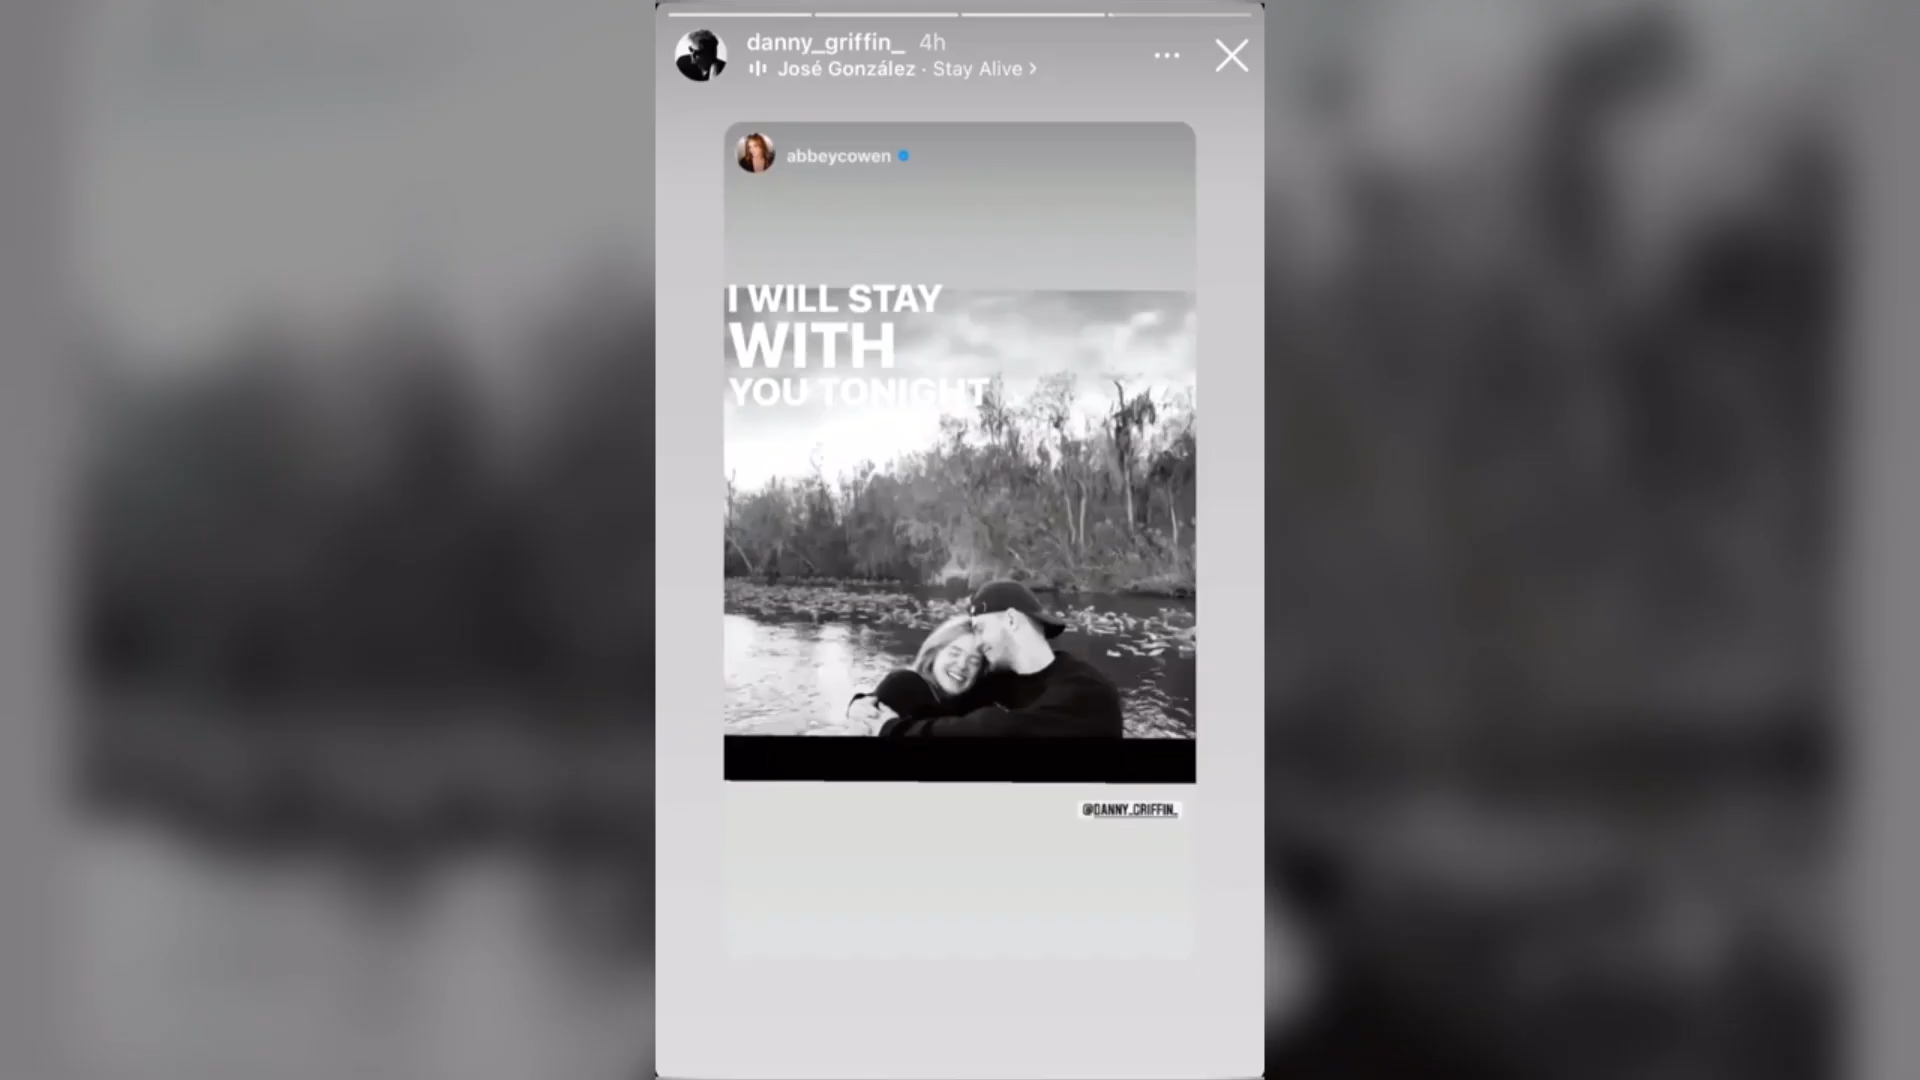 danny_griffin_ 4h
José González · Stay Alive >
abbeycowen
I WILL STAY
WITH
YOU TONIGHT
@DANNY_GRIFFIN_